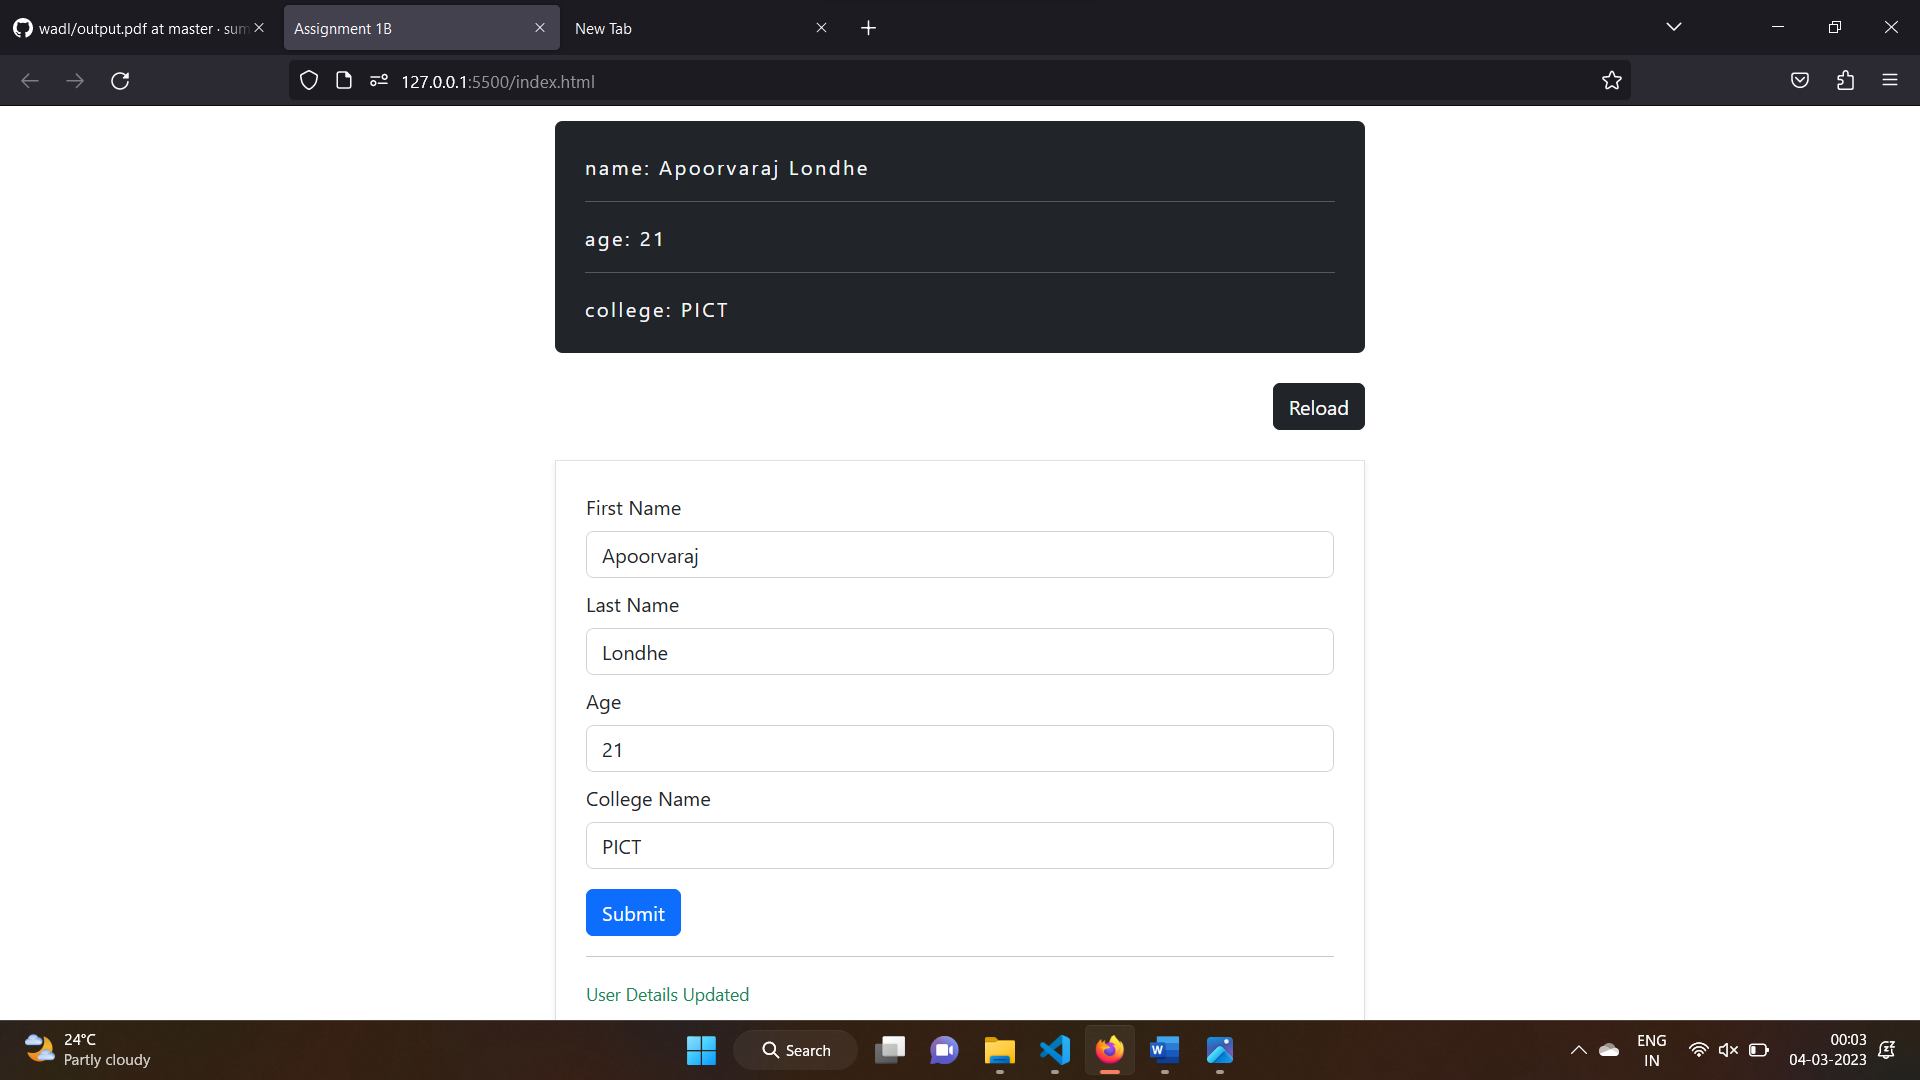 wadl/output.pdf at master · sum
Assignment 1B
New Tab
127.0.0.1:5500/index.html
name: Apoorvaraj Londhe
age: 21
college: PICT
Reload
First Name
Apoorvaraj
Last Name
Londhe
Age
21
College Name
PICT
Submit
User Details Updated
24°C
Partly cloudy
Search
ENG
IN
00:03
04-03-2023